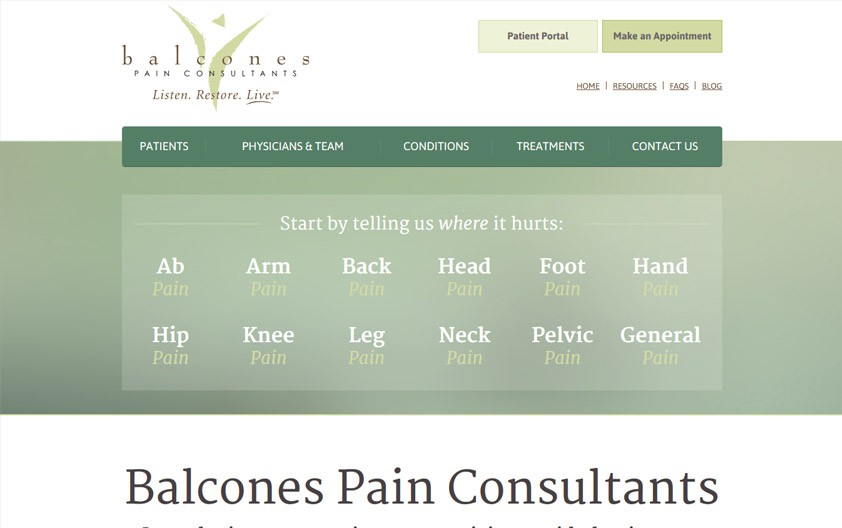 balcones
PAIN CONSULTANTS
Listen. Restore. Live.℠
Patient Portal
Make an Appointment
HOME | RESOURCES | FAQS | BLOG
PATIENTS
PHYSICIANS & TEAM
CONDITIONS
TREATMENTS
CONTACT US
Start by telling us where it hurts:
Ab Arm Back Head Foot Hand
Pain Pain Pain Pain Pain Pain
Hip Knee Leg Neck Pelvic General
Pain Pain Pain Pain Pain Pain
Balcones Pain Consultants